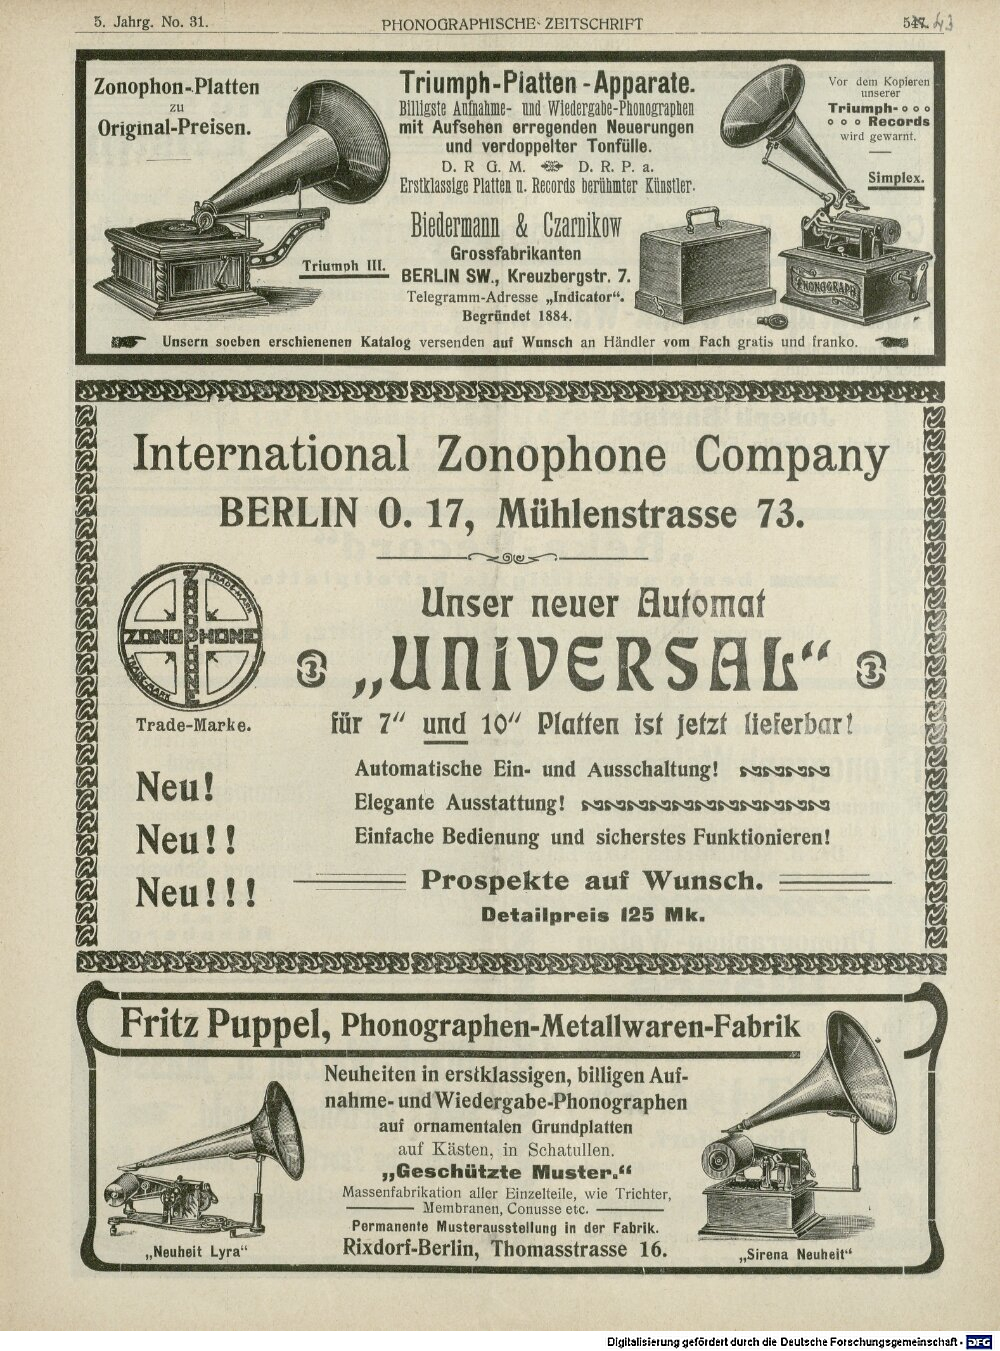 5. Jahrg. No. 31.
PHONOGRAPHISCHE ZEITSCHRIFT
Zonophon-Platten
zu
Original-Preisen.
Triumph III.
Triumph-Platten-Apparate.
Billigste Aufnahme- und Wiedergabe-Phonographen
mit Aufsehen erregenden Neuerungen
und verdoppelter Tonfülle.
D. R G. M. D. R. P. a.
Erstklassige Platten u. Records berühmter Künstler.
Biedermann & Czarnikow
Grossfabrikanten
BERLIN SW., Kreuzbergstr. 7.
Telegramm-Adresse „Indicator“.
Begründet 1884.
Vor dem Kopieren
unserer
Triumph-
Records
wird gewarnt.
Simplex.
PHONOGRAPH
Unsern soeben erschienenen Katalog versenden auf Wunsch an Händler vom Fach gratis und franko.
International Zonophone Company
BERLIN O. 17, Mühlenstrasse 73.
ZONOPHONE
ZONOPHONE
TRADE-MARK
TRADE-MARK
Trade-Marke.
Unser neuer Automat
„UNIVERSAL“
für 7“ und 10“ Platten ist jetzt lieferbar!
Neu!
Neu!!
Neu!!!
Automatische Ein- und Ausschaltung!
Elegante Ausstattung!
Einfache Bedienung und sicherstes Funktionieren!
Prospekte auf Wunsch.
Detailpreis 125 Mk.
Fritz Puppel, Phonographen-Metallwaren-Fabrik
Neuheiten in erstklassigen, billigen Auf-
nahme- und Wiedergabe-Phonographen
auf ornamentalen Grundplatten
auf Kästen, in Schatullen.
„Geschützte Muster.“
Massenfabrikation aller Einzelteile, wie Trichter,
Membranen, Conusse etc.
Permanente Musterausstellung in der Fabrik.
Rixdorf-Berlin, Thomasstrasse 16.
„Neuheit Lyra“
„Sirena Neuheit“
Digitalisierung gefördert durch die Deutsche Forschungsgemeinschaft - DFG